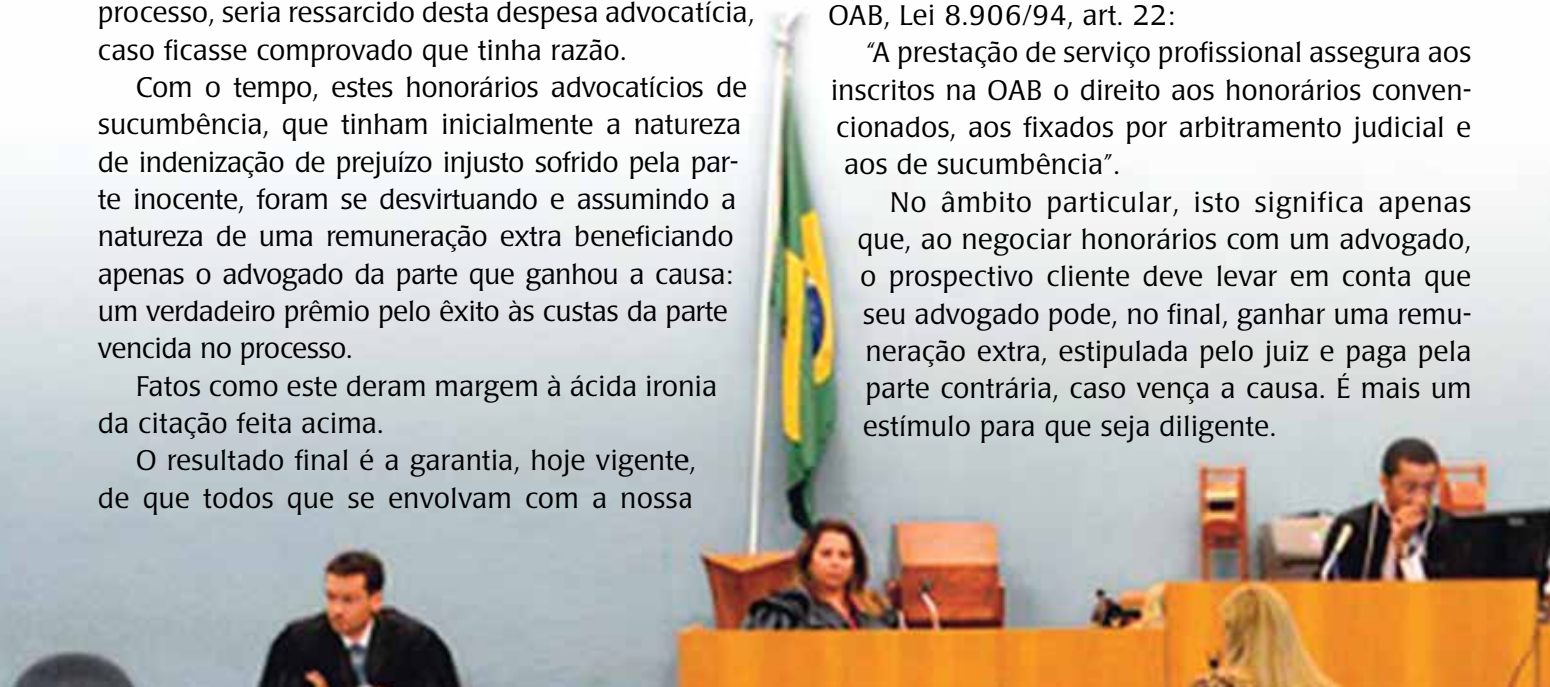 processo, seria ressarcido desta despesa advocatícia,
caso ficasse comprovado que tinha razão.
Com o tempo, estes honorários advocatícios de
sucumbência, que tinham inicialmente a natureza
de indenização de prejuízo injusto sofrido pela par-
te inocente, foram se desvirtuando e assumindo a
natureza de uma remuneração extra beneficiando
apenas o advogado da parte que ganhou a causa:
um verdadeiro prêmio pelo êxito às custas da parte
vencida no processo.
Fatos como este deram margem à ácida ironia
da citação feita acima.
O resultado final é a garantia, hoje vigente,
de que todos que se envolvam com a nossa
OAB, Lei 8.906/94, art. 22:
“A prestação de serviço profissional assegura aos
inscritos na OAB o direito aos honorários conven-
cionados, aos fixados por arbitramento judicial e
aos de sucumbência”.
No âmbito particular, isto significa apenas
que, ao negociar honorários com um advogado,
o prospectivo cliente deve levar em conta que
seu advogado pode, no final, ganhar uma remu-
neração extra, estipulada pelo juiz e paga pela
parte contrária, caso vença a causa. É mais um
estímulo para que seja diligente.